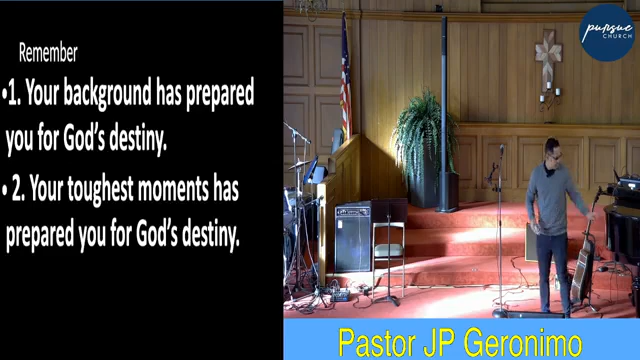 Remember
•1. Your background has prepared
you for God's destiny.
• 2. Your toughest moments has
prepared you for God's destiny.
pursue
CHURCH
Pastor JP Geronimo